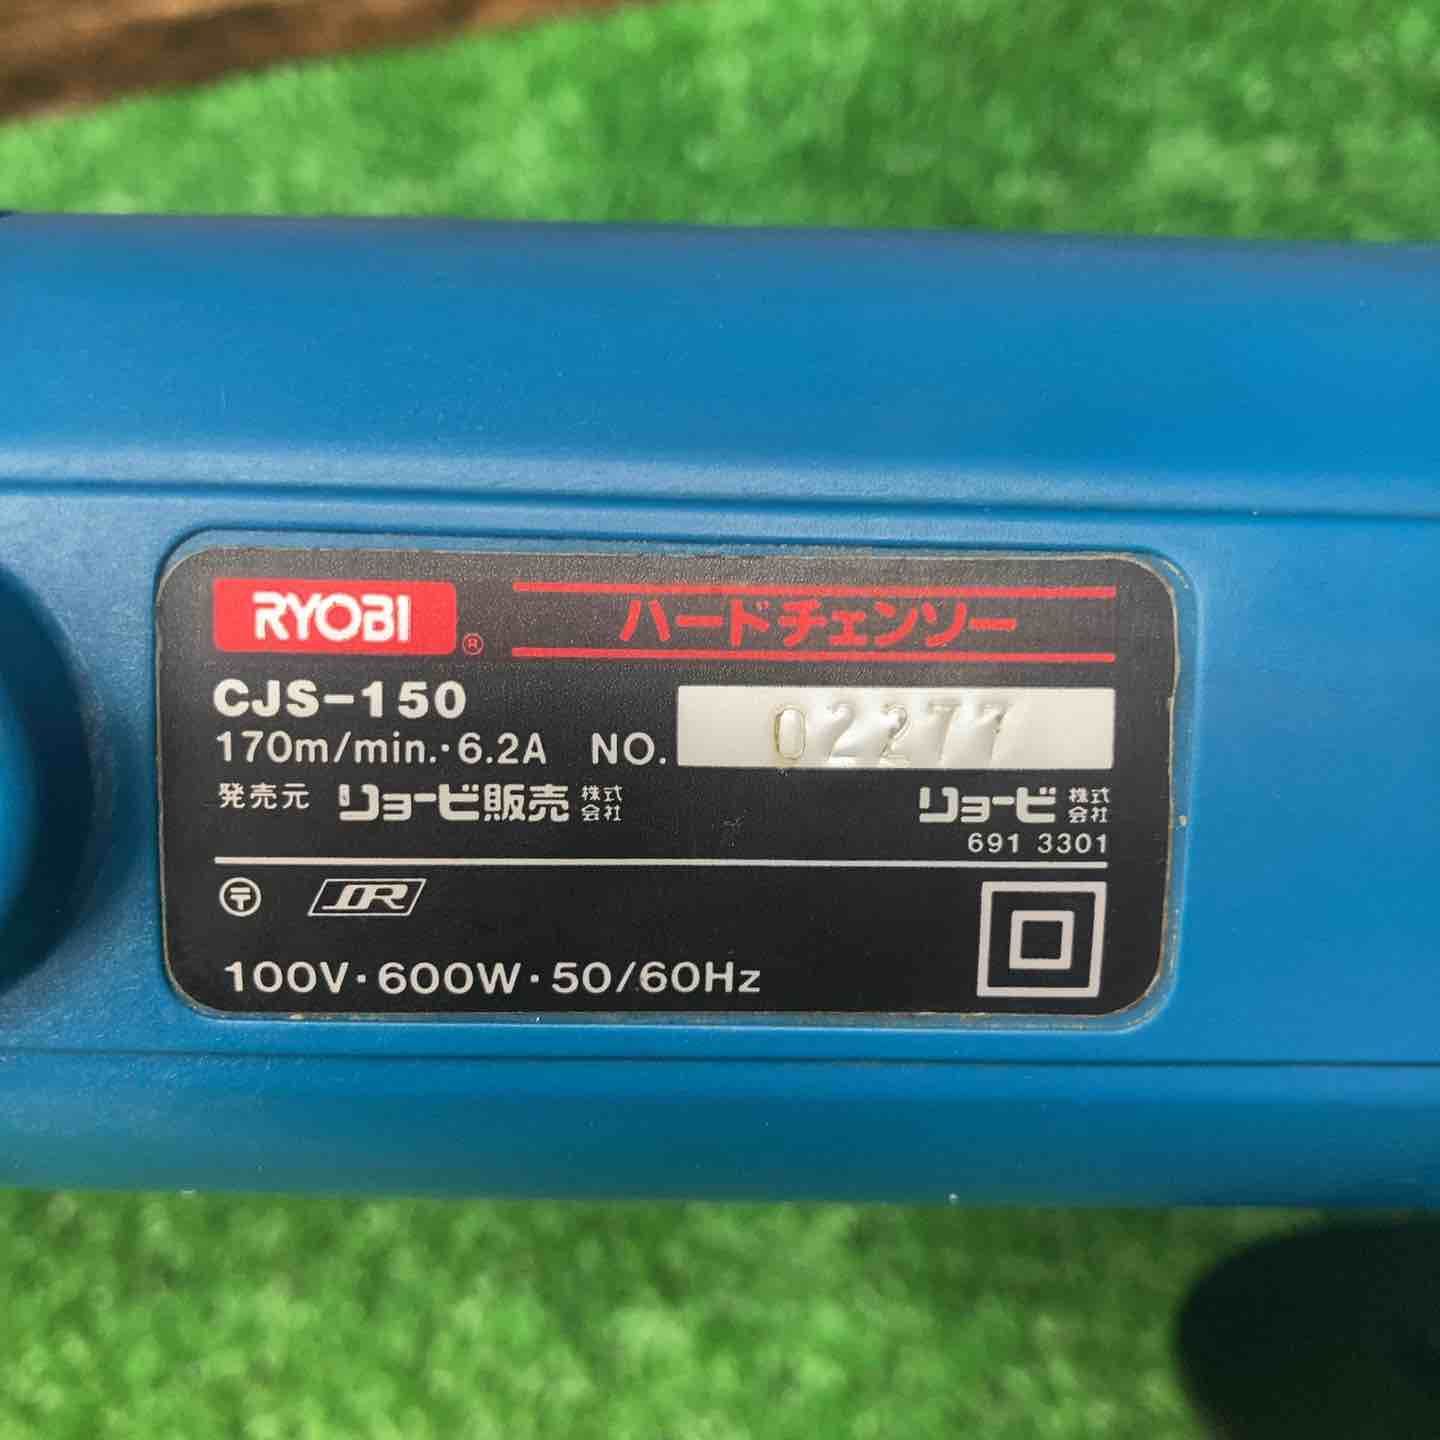 RYOBI ® ハードチェンソー
CJS-150
170m/min.・6.2A NO. 02277
発売元 リョービ販売株式会社 リョービ株式会社
691 3301
〒 JR
100V・600W・50/60Hz